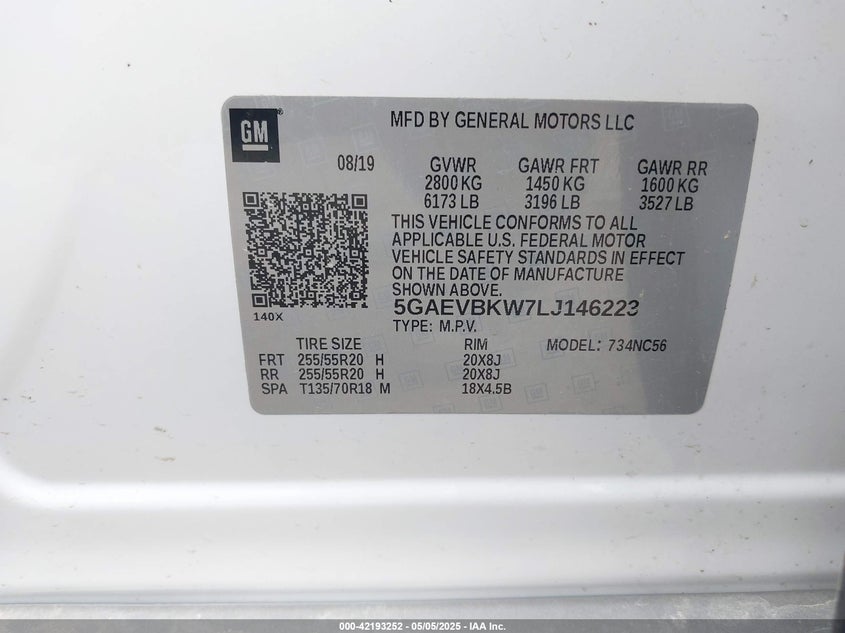 GM®
MFD BY GENERAL MOTORS LLC
08/19 GVWR GAWR FRT GAWR RR
2800 KG 1450 KG 1600 KG
6173 LB 3196 LB 3527 LB
THIS VEHICLE CONFORMS TO ALL
APPLICABLE U.S. FEDERAL MOTOR
VEHICLE SAFETY STANDARDS IN EFFECT
ON THE DATE OF MANUFACTURE
SHOWN ABOVE.
140X
5GAEVBKW7LJ146223
TYPE: M.P.V.
TIRE SIZE RIM MODEL: 734NC56
FRT 255/55R20 H 20X8J
RR 255/55R20 H 20X8J
SPA T135/70R18 M 18X4.5B
000-42193252 - 05/05/2025 - IAA Inc.